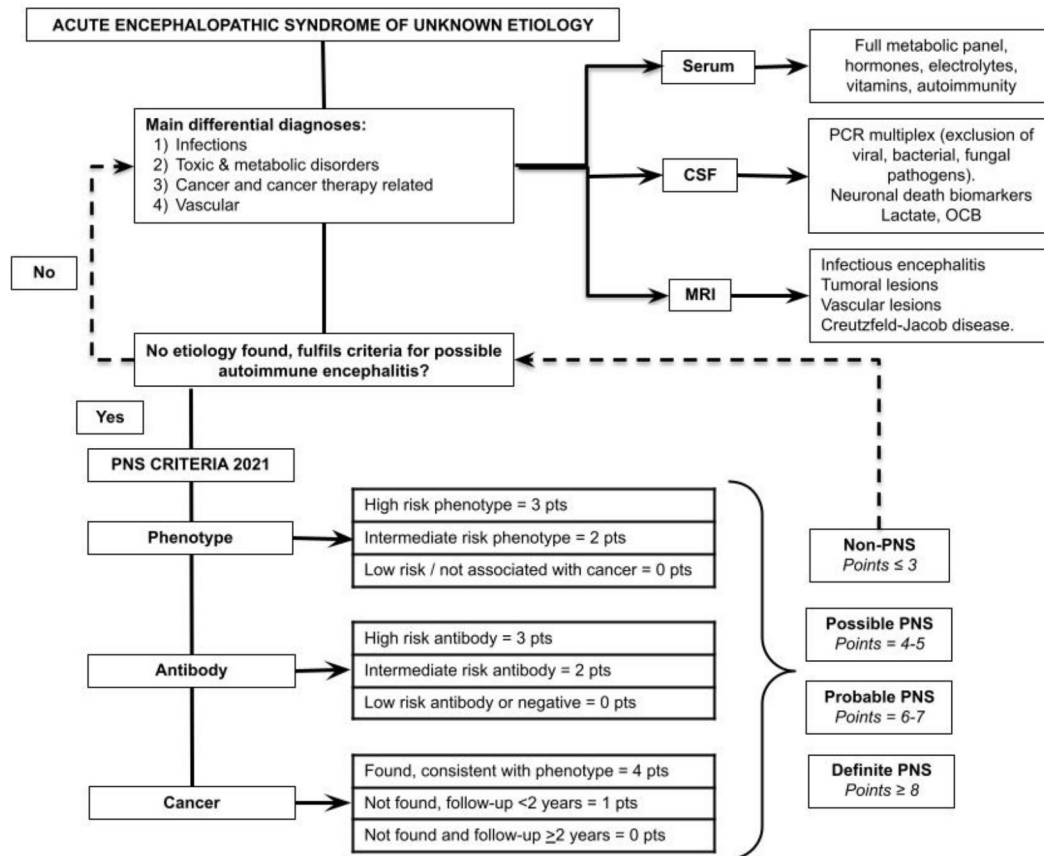 ACUTE ENCEPHALOPATHIC SYNDROME OF UNKNOWN ETIOLOGY
Main differential diagnoses:
1) Infections
2) Toxic & metabolic disorders
3) Cancer and cancer therapy related
4) Vascular
Serum
Full metabolic panel,
hormones, electrolytes,
vitamins, autoimmunity
CSF
PCR multiplex (exclusion of
viral, bacterial, fungal
pathogens).
Neuronal death biomarkers
Lactate, OCB
MRI
Infectious encephalitis
Tumoral lesions
Vascular lesions
Creutzfeld-Jacob disease.
No
No etiology found, fulfils criteria for possible
autoimmune encephalitis?
Yes
PNS CRITERIA 2021
Phenotype
High risk phenotype = 3 pts
Intermediate risk phenotype = 2 pts
Low risk / not associated with cancer = 0 pts
Antibody
High risk antibody = 3 pts
Intermediate risk antibody = 2 pts
Low risk antibody or negative = 0 pts
Cancer
Found, consistent with phenotype = 4 pts
Not found, follow-up <2 years = 1 pts
Not found and follow-up ≥2 years = 0 pts
Non-PNS
Points ≤ 3
Possible PNS
Points = 4-5
Probable PNS
Points = 6-7
Definite PNS
Points ≥ 8